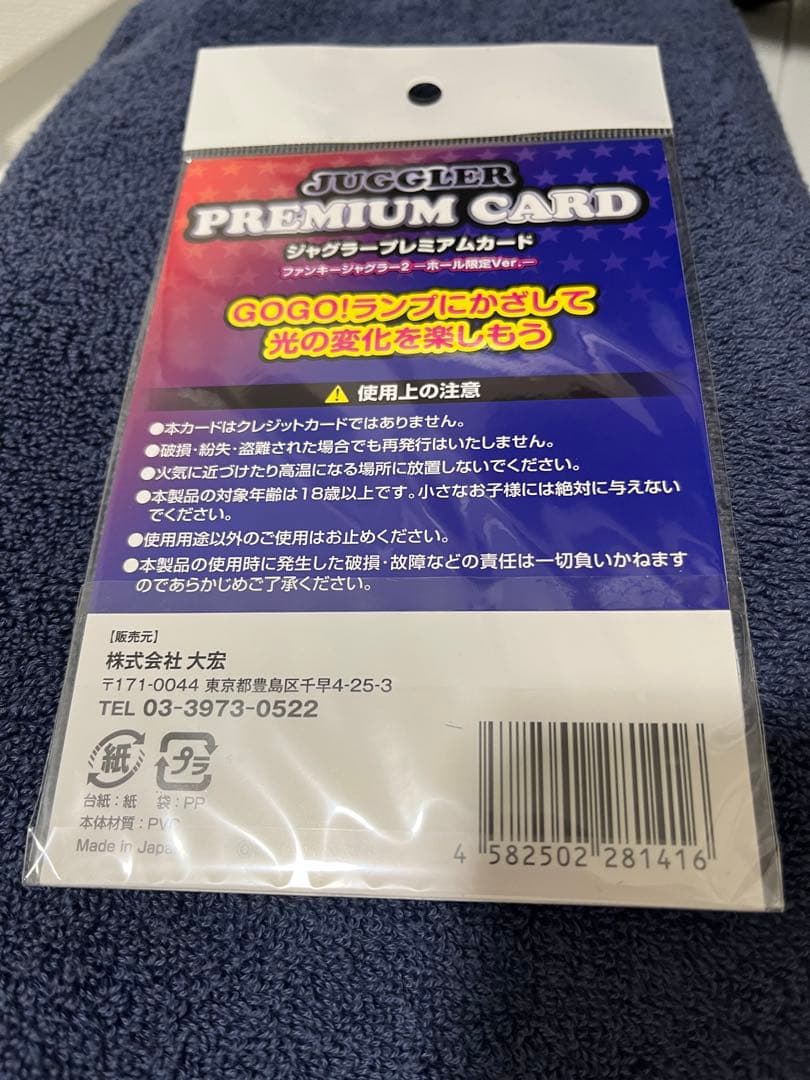 JUGGLER
PREMIUM CARD
ジャグラープレミアムカード
ファンキージャグラー2 ーホール限定Ver.ー
GOGO!ランプにかざして
光の変化を楽しもう
使用上の注意
●本カードはクレジットカードではありません。
●破損・紛失・盗難された場合でも再発行はいたしません。
●火気に近づけたり高温になる場所に放置しないでください。
●本製品の対象年齢は18歳以上です。小さなお子様には絶対に与えない
でください。
●使用用途以外のご使用はお止めください。
●本製品の使用時に発生した破損・故障などの責任は一切負いかねます
のであらかじめご了承ください。
【販売元】
株式会社 大宏
〒171-0044 東京都豊島区千早4-25-3
TEL 03-3973-0522
紙 プラ
台紙：紙 袋：PP
本体材質：PVC
Made in Japan
4 582502 281416